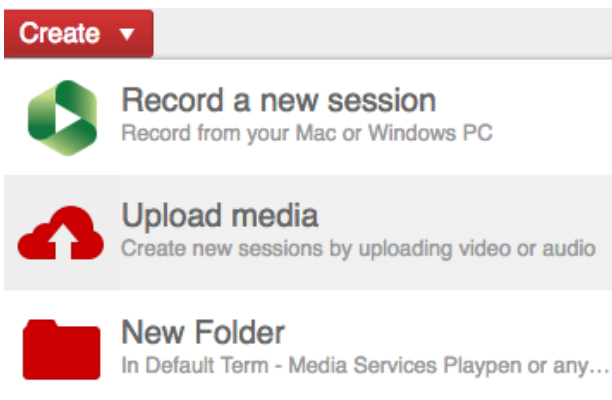 Create
Record a new session
Record from your Mac or Windows PC
Upload media
Create new sessions by uploading video or audio
New Folder
In Default Term - Media Services Playpen or any...